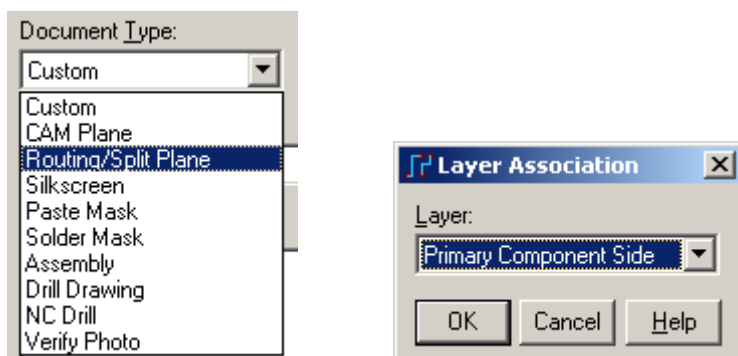 Document Type:
Custom
Custom
CAM Plane
Routing/Split Plane
Silkscreen
Paste Mask
Solder Mask
Assembly
Drill Drawing
NC Drill
Verify Photo
Layer Association
Layer:
Primary Component Side
OK Cancel Help